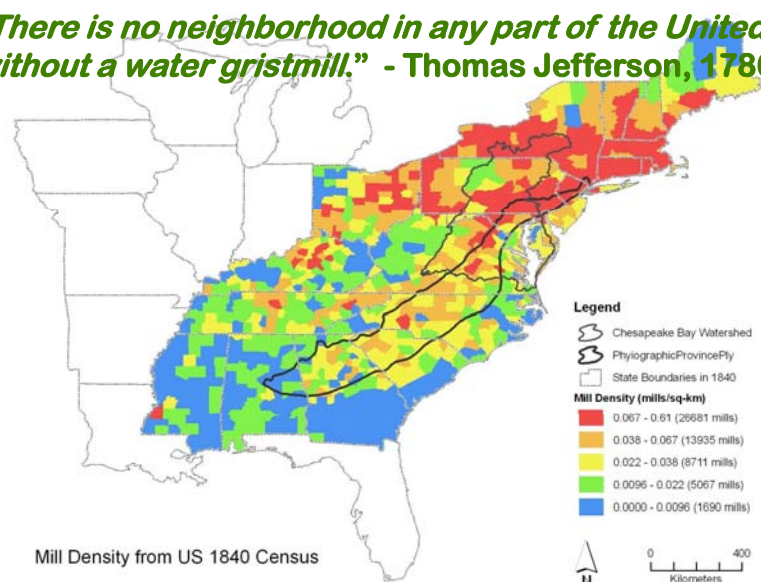 There is no neighborhood in any part of the United
without a water gristmill." - Thomas Jefferson, 1786
Legend
Chesapeake Bay Watershed
PhyiographicProvincePly
State Boundaries in 1840
Mill Density (mills/sq-km)
0.067 - 0.61 (26681 mills)
0.038 - 0.067 (13935 mills)
0.022 - 0.038 (8711 mills)
0.0096 - 0.022 (5067 mills)
0.0000 - 0.0096 (1690 mills)
Mill Density from US 1840 Census
N
0 400
Kilometers